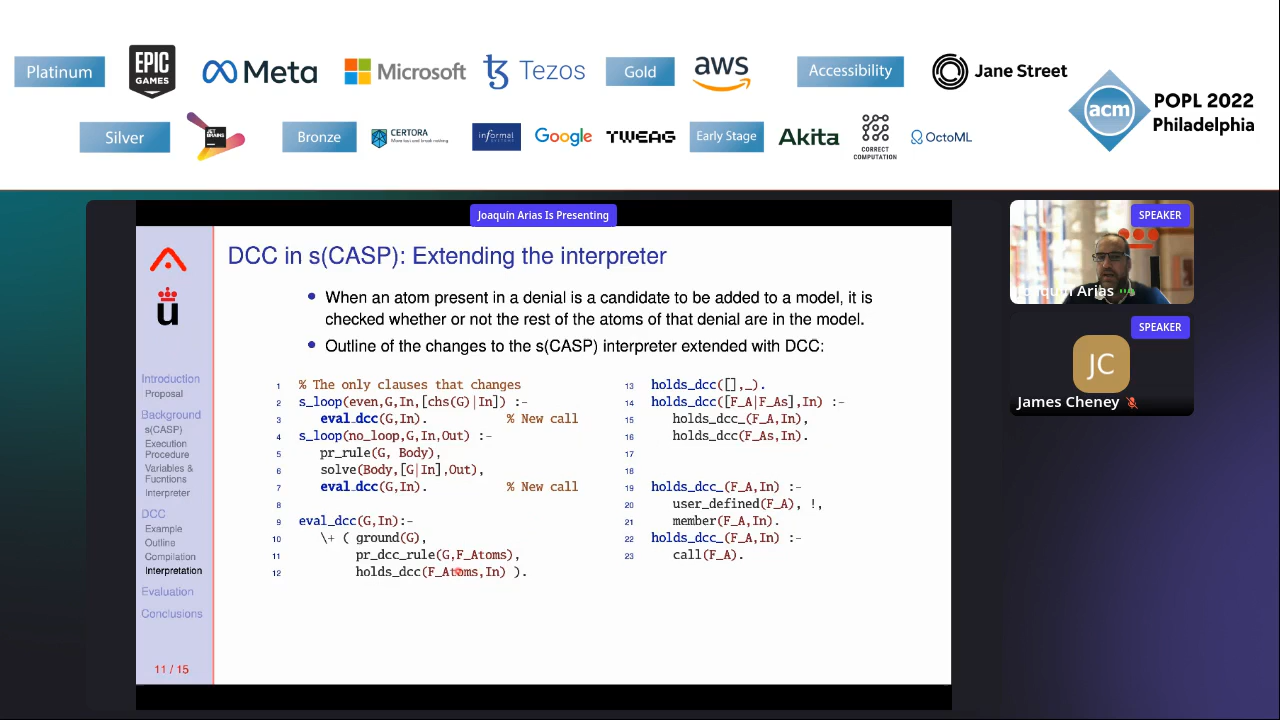 Platinum
EPIC GAMES
Meta
Microsoft
Tezos
Gold
aws
Accessibility
Jane Street
acm
POPL 2022
Philadelphia
Silver
JET BRAINS
Bronze
CERTORA
informal
SYSTEMS
Google
TWEAG
Early Stage
Akita
CORRECT
COMPUTATION
OctoML
Joaquín Arias Is Presenting
DCC in s(CASP): Extending the interpreter
When an atom present in a denial is a candidate to be added to a model, it is
checked whether or not the rest of the atoms of that denial are in the model.
Outline of the changes to the s(CASP) interpreter extended with DCC:
ü
Introduction
Proposal
Background
s(CASP)
Execution
Procedure
Variables &
Fucntions
Interpreter
DCC
Example
Outline
Compilation
Interpretation
Evaluation
Conclusions
11 / 15
1 % The only clauses that changes
2 s_loop(even,G,In,[chs(G)|In]) :-
3 eval_dcc(G,In). % New call
4 s_loop(no_loop,G,In,Out) :-
5 pr_rule(G, Body),
6 solve(Body,[G|In],Out),
7 eval_dcc(G,In). % New call
8
9 eval_dcc(G,In):-
10 \+ ( ground(G),
11 pr_dcc_rule(G,F_Atoms),
12 holds_dcc(F_Atoms,In) ).
13 holds_dcc([],_).
14 holds_dcc([F_A|F_As],In) :-
15 holds_dcc_(F_A,In),
16 holds_dcc(F_As,In).
17
18
19 holds_dcc_(F_A,In) :-
20 user_defined(F_A), !,
21 member(F_A,In).
22 holds_dcc_(F_A,In) :-
23 call(F_A).
SPEAKER
Joaquín Arias
SPEAKER
JC
James Cheney